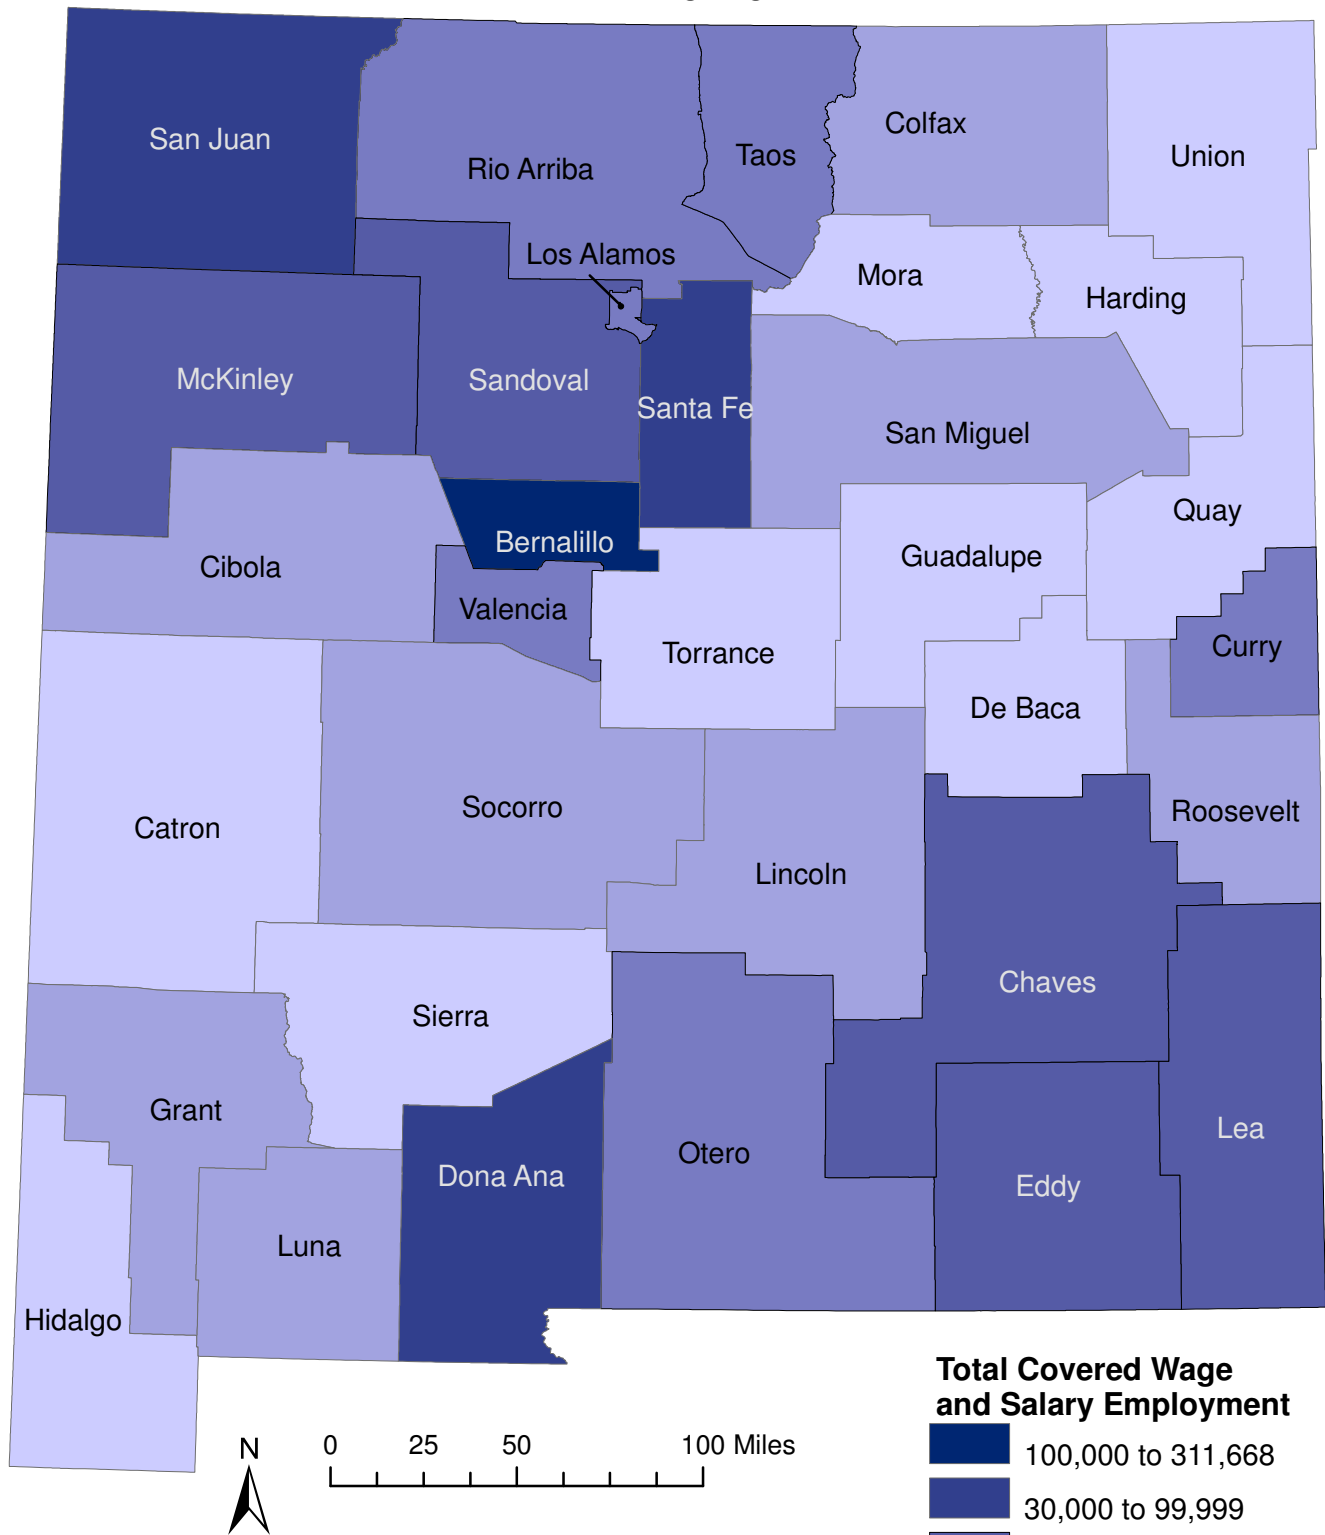 San Juan
Rio Arriba
Taos
Colfax
Union
Los Alamos
Mora
Harding
McKinley
Sandoval
Santa Fe
San Miguel
Quay
Bernalillo
Guadalupe
Cibola
Valencia
Torrance
Curry
De Baca
Catron
Socorro
Roosevelt
Lincoln
Chaves
Sierra
Grant
Otero
Lea
Dona Ana
Eddy
Luna
Hidalgo
Total Covered Wage
and Salary Employment
100,000 to 311,668
30,000 to 99,999
N
0 25 50 100 Miles